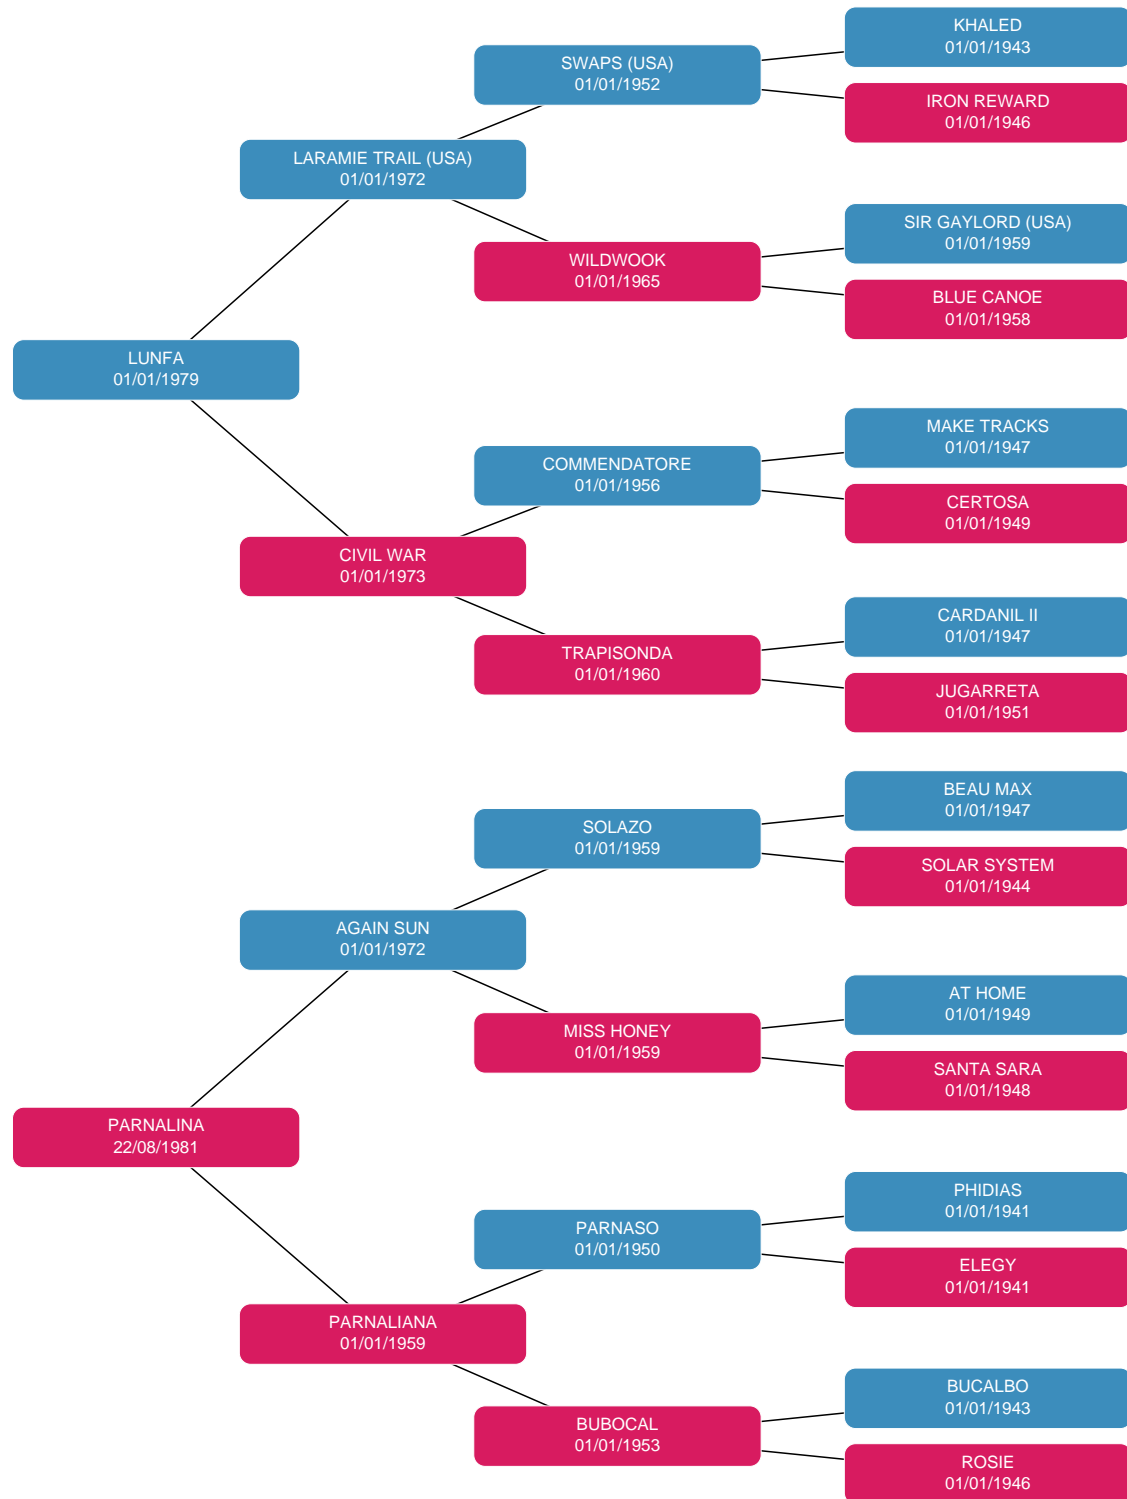 KHALED
01/01/1943
SWAPS (USA)
01/01/1952
IRON REWARD
01/01/1946
LARAMIE TRAIL (USA)
01/01/1972
SIR GAYLORD (USA)
01/01/1959
WILDWOOK
01/01/1965
BLUE CANOE
01/01/1958
LUNFA
01/01/1979
MAKE TRACKS
01/01/1947
COMMENDATORE
01/01/1956
CERTOSA
01/01/1949
CIVIL WAR
01/01/1973
CARDANIL II
01/01/1947
TRAPISONDA
01/01/1960
JUGARRETA
01/01/1951
BEAU MAX
01/01/1947
SOLAZO
01/01/1959
SOLAR SYSTEM
01/01/1944
AGAIN SUN
01/01/1972
AT HOME
01/01/1949
MISS HONEY
01/01/1959
SANTA SARA
01/01/1948
PARNALINA
22/08/1981
PHIDIAS
01/01/1941
PARNASO
01/01/1950
ELEGY
01/01/1941
PARNALIANA
01/01/1959
BUCALBO
01/01/1943
BUBOCAL
01/01/1953
ROSIE
01/01/1946